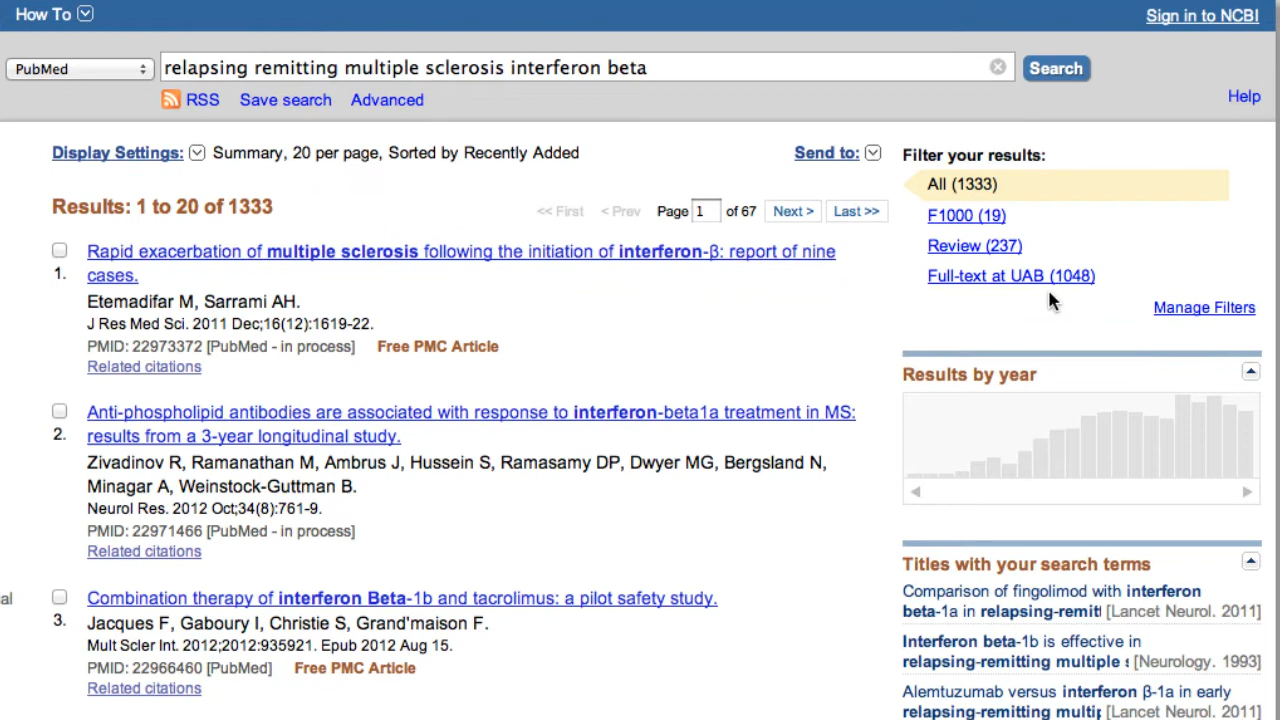 How To
Sign in to NCBI
PubMed
relapsing remitting multiple sclerosis interferon beta
Search
RSS Save search Advanced
Help
Display Settings: Summary, 20 per page, Sorted by Recently Added
Send to:
Results: 1 to 20 of 1333
<< First < Prev Page 1 of 67 Next > Last >>
1.
Rapid exacerbation of multiple sclerosis following the initiation of interferon-β: report of nine
cases.
Etemadifar M, Sarrami AH.
J Res Med Sci. 2011 Dec;16(12):1619-22.
PMID: 22973372 [PubMed - in process] Free PMC Article
Related citations
2.
Anti-phospholipid antibodies are associated with response to interferon-beta1a treatment in MS:
results from a 3-year longitudinal study.
Zivadinov R, Ramanathan M, Ambrus J, Hussein S, Ramasamy DP, Dwyer MG, Bergsland N,
Minagar A, Weinstock-Guttman B.
Neurol Res. 2012 Oct;34(8):761-9.
PMID: 22971466 [PubMed - in process]
Related citations
ial
3.
Combination therapy of interferon Beta-1b and tacrolimus: a pilot safety study.
Jacques F, Gaboury I, Christie S, Grand'maison F.
Mult Scler Int. 2012;2012:935921. Epub 2012 Aug 15.
PMID: 22966460 [PubMed] Free PMC Article
Related citations
Filter your results:
All (1333)
F1000 (19)
Review (237)
Full-text at UAB (1048)
Manage Filters
Results by year
Titles with your search terms
Comparison of fingolimod with interferon
beta-1a in relapsing-remitt [Lancet Neurol. 2011]
Interferon beta-1b is effective in
relapsing-remitting multiple s [Neurology. 1993]
Alemtuzumab versus interferon β-1a in early
relapsing-remitting multip [Lancet Neurol. 2011]